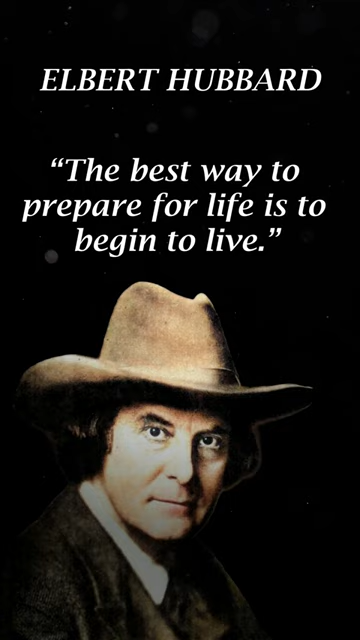 ELBERT HUBBARD
“The best way to
prepare for life is to
begin to live.”